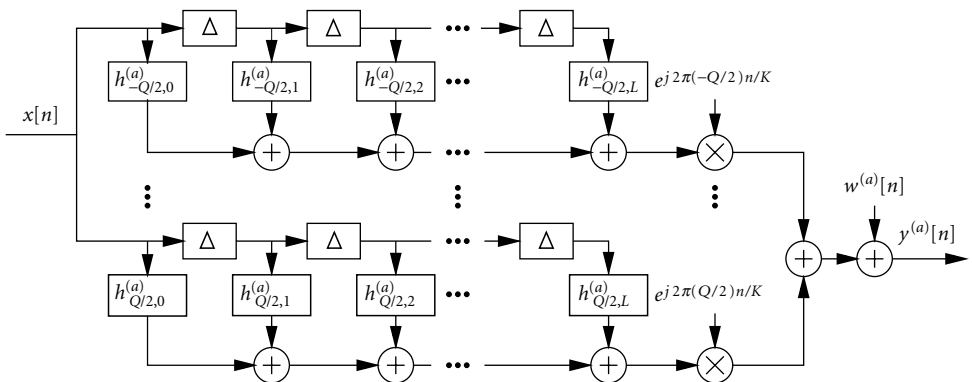 Δ Δ ••• Δ
h^{(a)}_{-Q/2,0} h^{(a)}_{-Q/2,1} h^{(a)}_{-Q/2,2} ••• h^{(a)}_{-Q/2,L} e^{j2π(-Q/2)n/K}
x[n]
+ + ••• + ×
w^{(a)}[n]
Δ Δ ••• Δ
y^{(a)}[n]
+ +
h^{(a)}_{Q/2,0} h^{(a)}_{Q/2,1} h^{(a)}_{Q/2,2} ••• h^{(a)}_{Q/2,L} e^{j2π(Q/2)n/K}
+ + ••• + ×